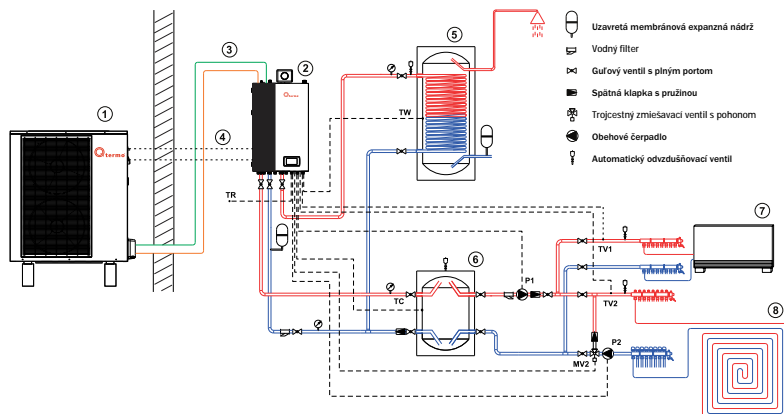 Uzavretá membránová expanzná nádrž
Vodný filter
Guľový ventil s plným portom
Spätná klapka s pružinou
Trojcestný zmiešavací ventil s pohonom
Obehové čerpadlo
Automatický odvzdušňovací ventil
1
termo
2
termo
3
4
5
6
7
8
TW
TR
TC
P1
TV1
TV2
MV2
P2